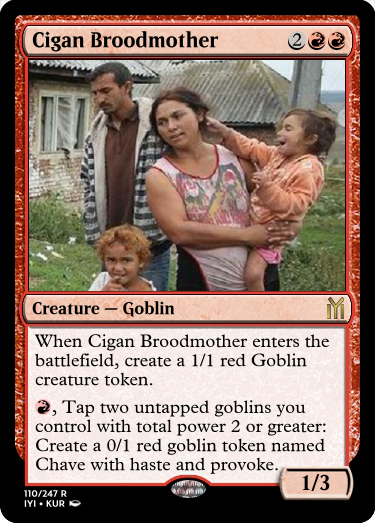 Cigan Broodmother 2
Creature — Goblin
When Cigan Broodmother enters the
battlefield, create a 1/1 red Goblin
creature token.
, Tap two untapped goblins you
control with total power 2 or greater:
Create a 0/1 red goblin token named
Chave with haste and provoke.
1/3
110/247 R
IYI • KUR